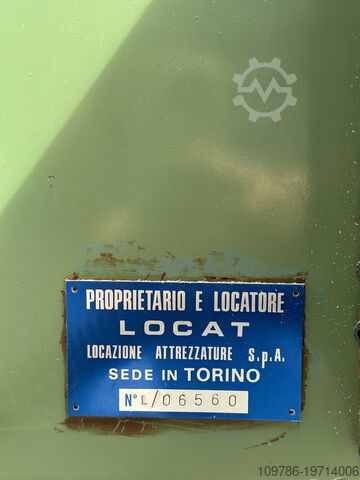 PROPRIETARIO E LOCATORE
LOCAT
LOCAZIONE ATTREZZATURE S.p.A.
SEDE IN TORINO
N° L/06560
109786-19714006